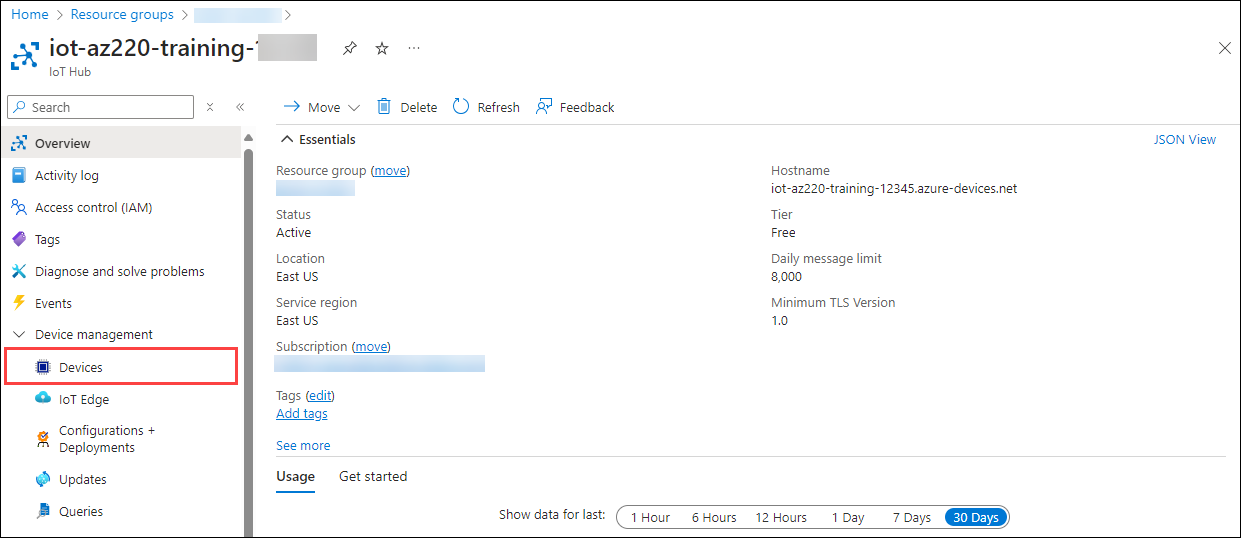 Home > Resource groups > >
iot-az220-training-
IoT Hub
Search
Move
Delete
Refresh
Feedback
Overview
Activity log
Access control (IAM)
Tags
Diagnose and solve problems
Events
Device management
Devices
IoT Edge
Configurations +
Deployments
Updates
Queries
Essentials
JSON View
Resource group (move)
Status
Active
Location
East US
Service region
East US
Subscription (move)
Tags (edit)
Add tags
See more
Hostname
iot-az220-training-12345.azure-devices.net
Tier
Free
Daily message limit
8,000
Minimum TLS Version
1.0
Usage
Get started
Show data for last:
1 Hour
6 Hours
12 Hours
1 Day
7 Days
30 Days